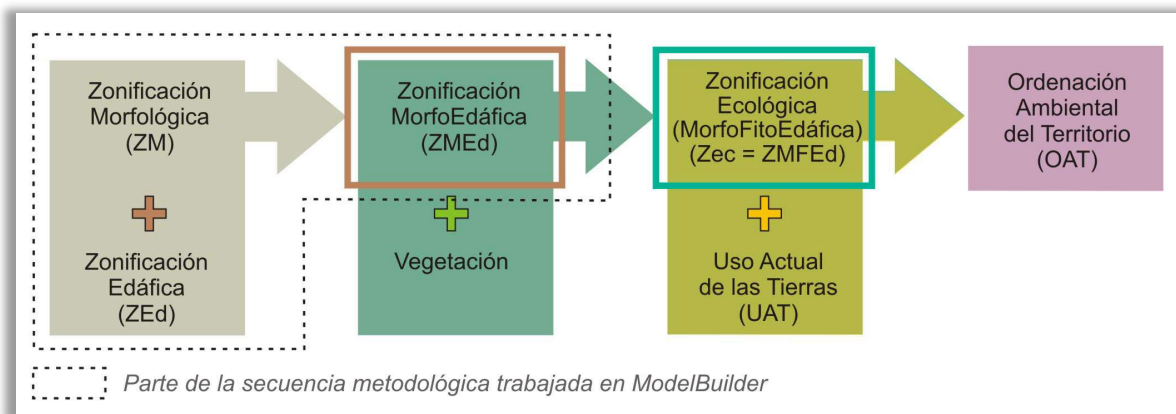 Zonificación
Morfológica
(ZM)
Zonificación
Edáfica
(ZEd)
Zonificación
MorfoEdáfica
(ZMEd)
Vegetación
Zonificación
Ecológica
(MorfoFitoEdáfica)
(Zec = ZMFEd)
Uso Actual
de las Tierras
(UAT)
Ordenación
Ambiental
del Territorio
(OAT)
Parte de la secuencia metodológica trabajada en ModelBuilder